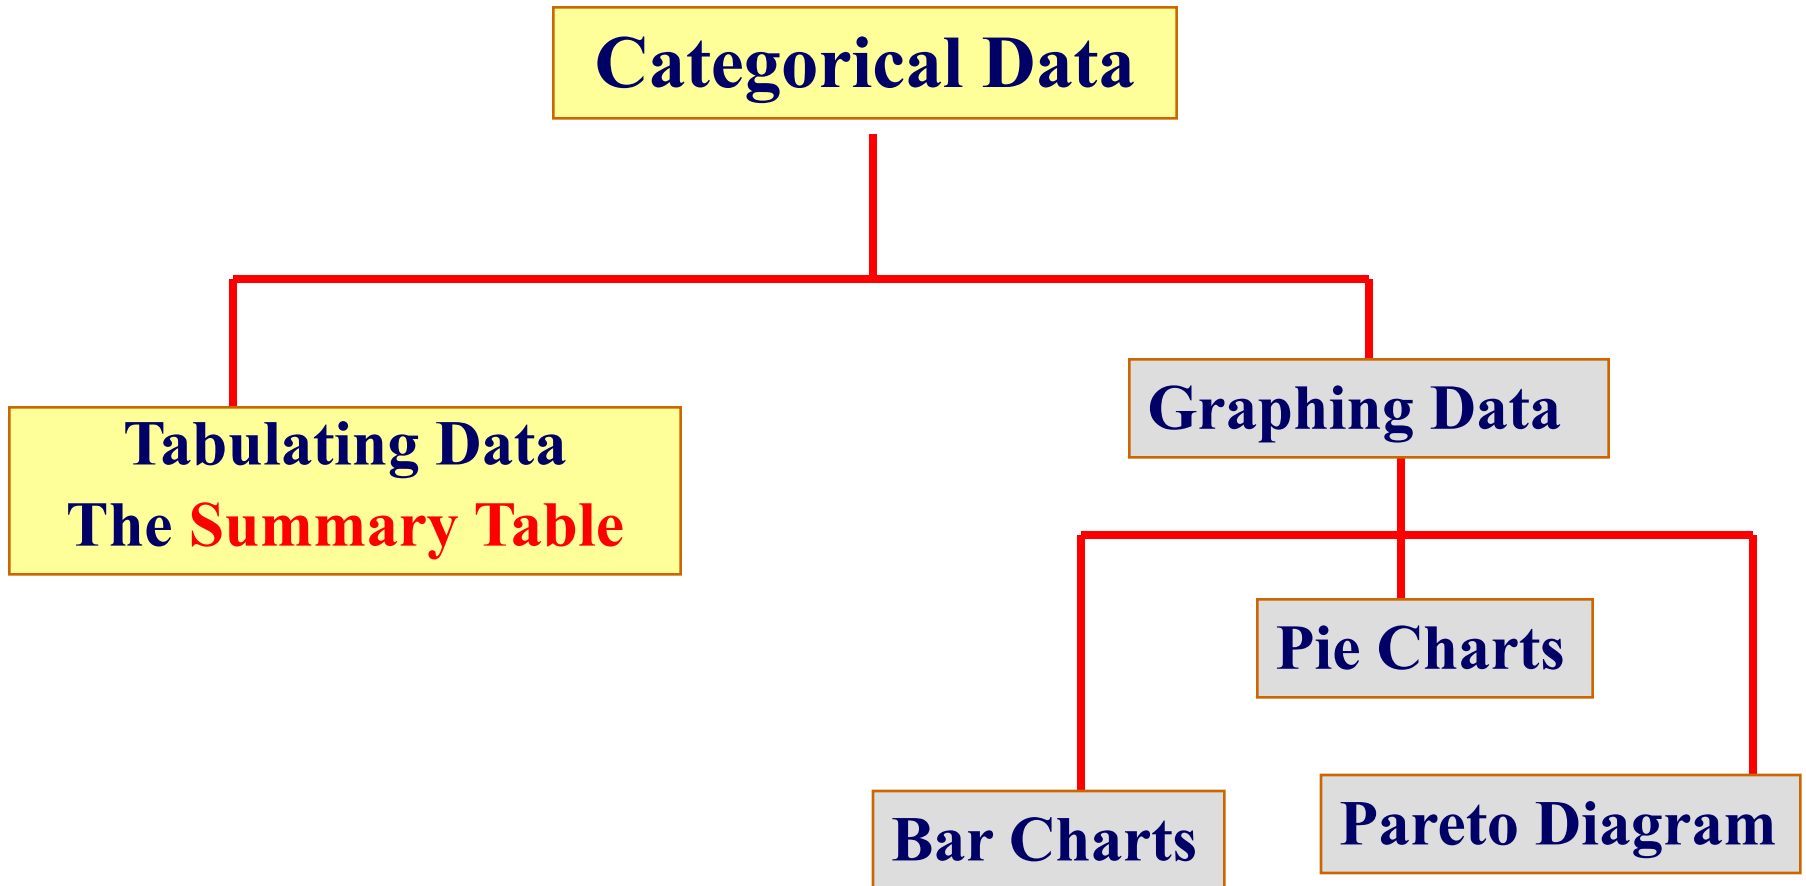 Categorical Data
Tabulating Data
The Summary Table
Graphing Data
Pie Charts
Bar Charts
Pareto Diagram